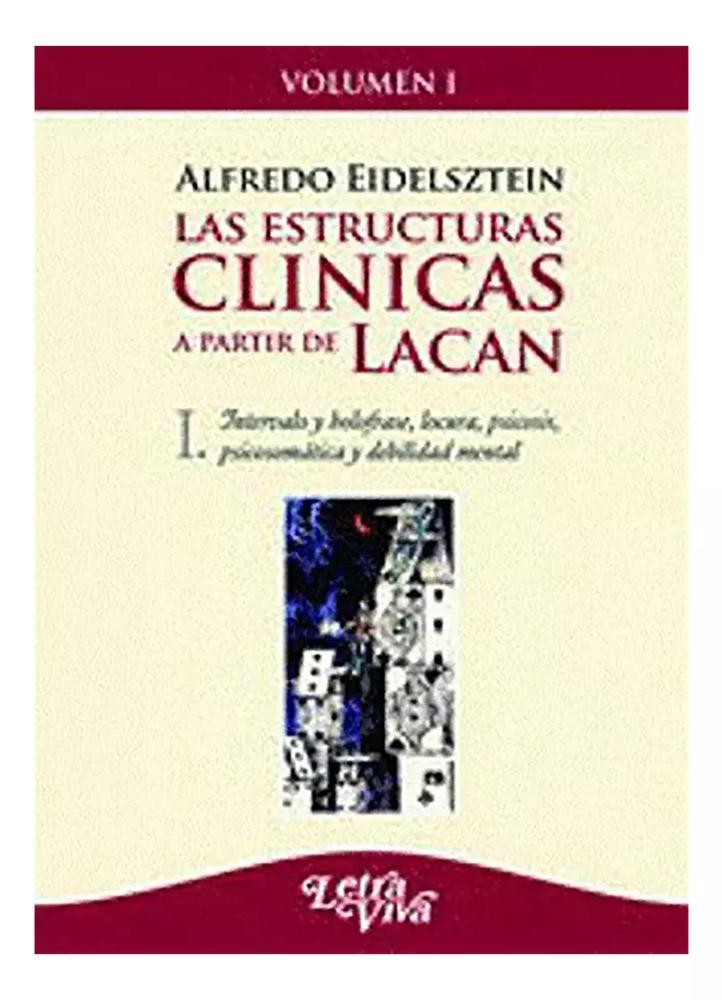 VOLUMEN I
ALFREDO EIDELSZTEIN
LAS ESTRUCTURAS
CLINICAS
A PARTIR DE LACAN
I. Intervalo y holofrase, locura, psicosis,
psicosomática y debilidad mental
Letra
Viva